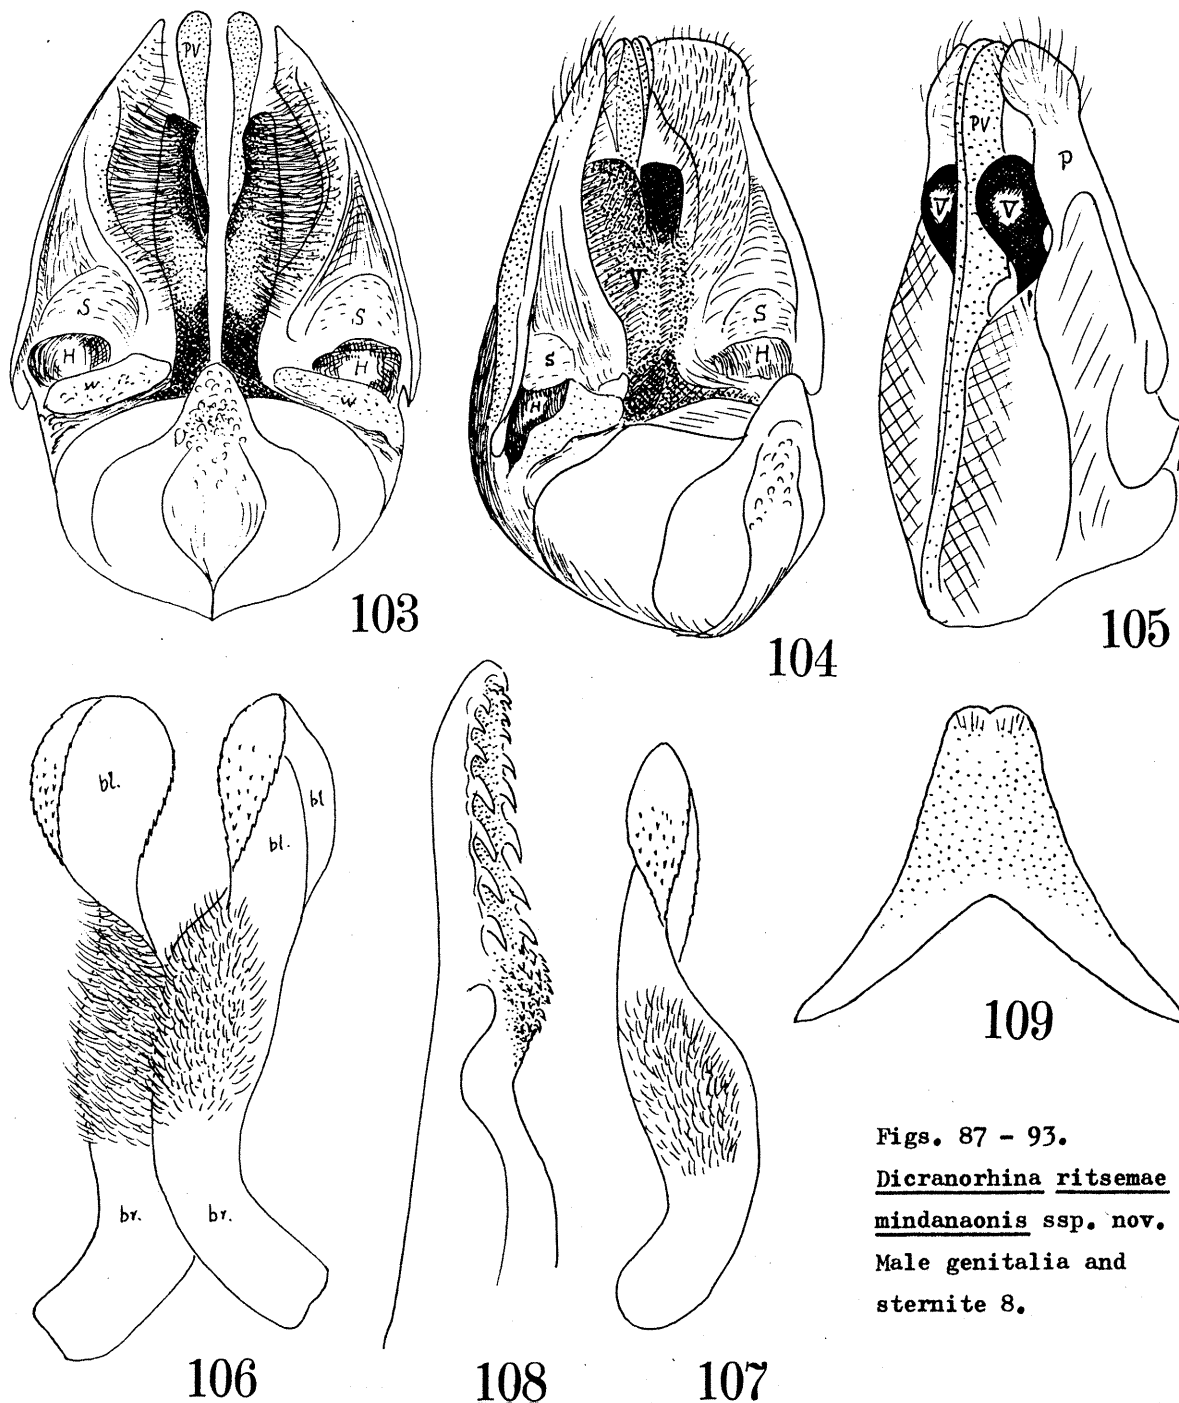 PV
S
S
H
H
w
w
103
V
S
S
H
H
104
PV
P
V
V
105
bl.
bl
bl.
br.
br.
106
108
107
109
Figs. 87 - 93.
Dicranorhina ritsemae
mindanaonis ssp. nov.
Male genitalia and
sternite 8.